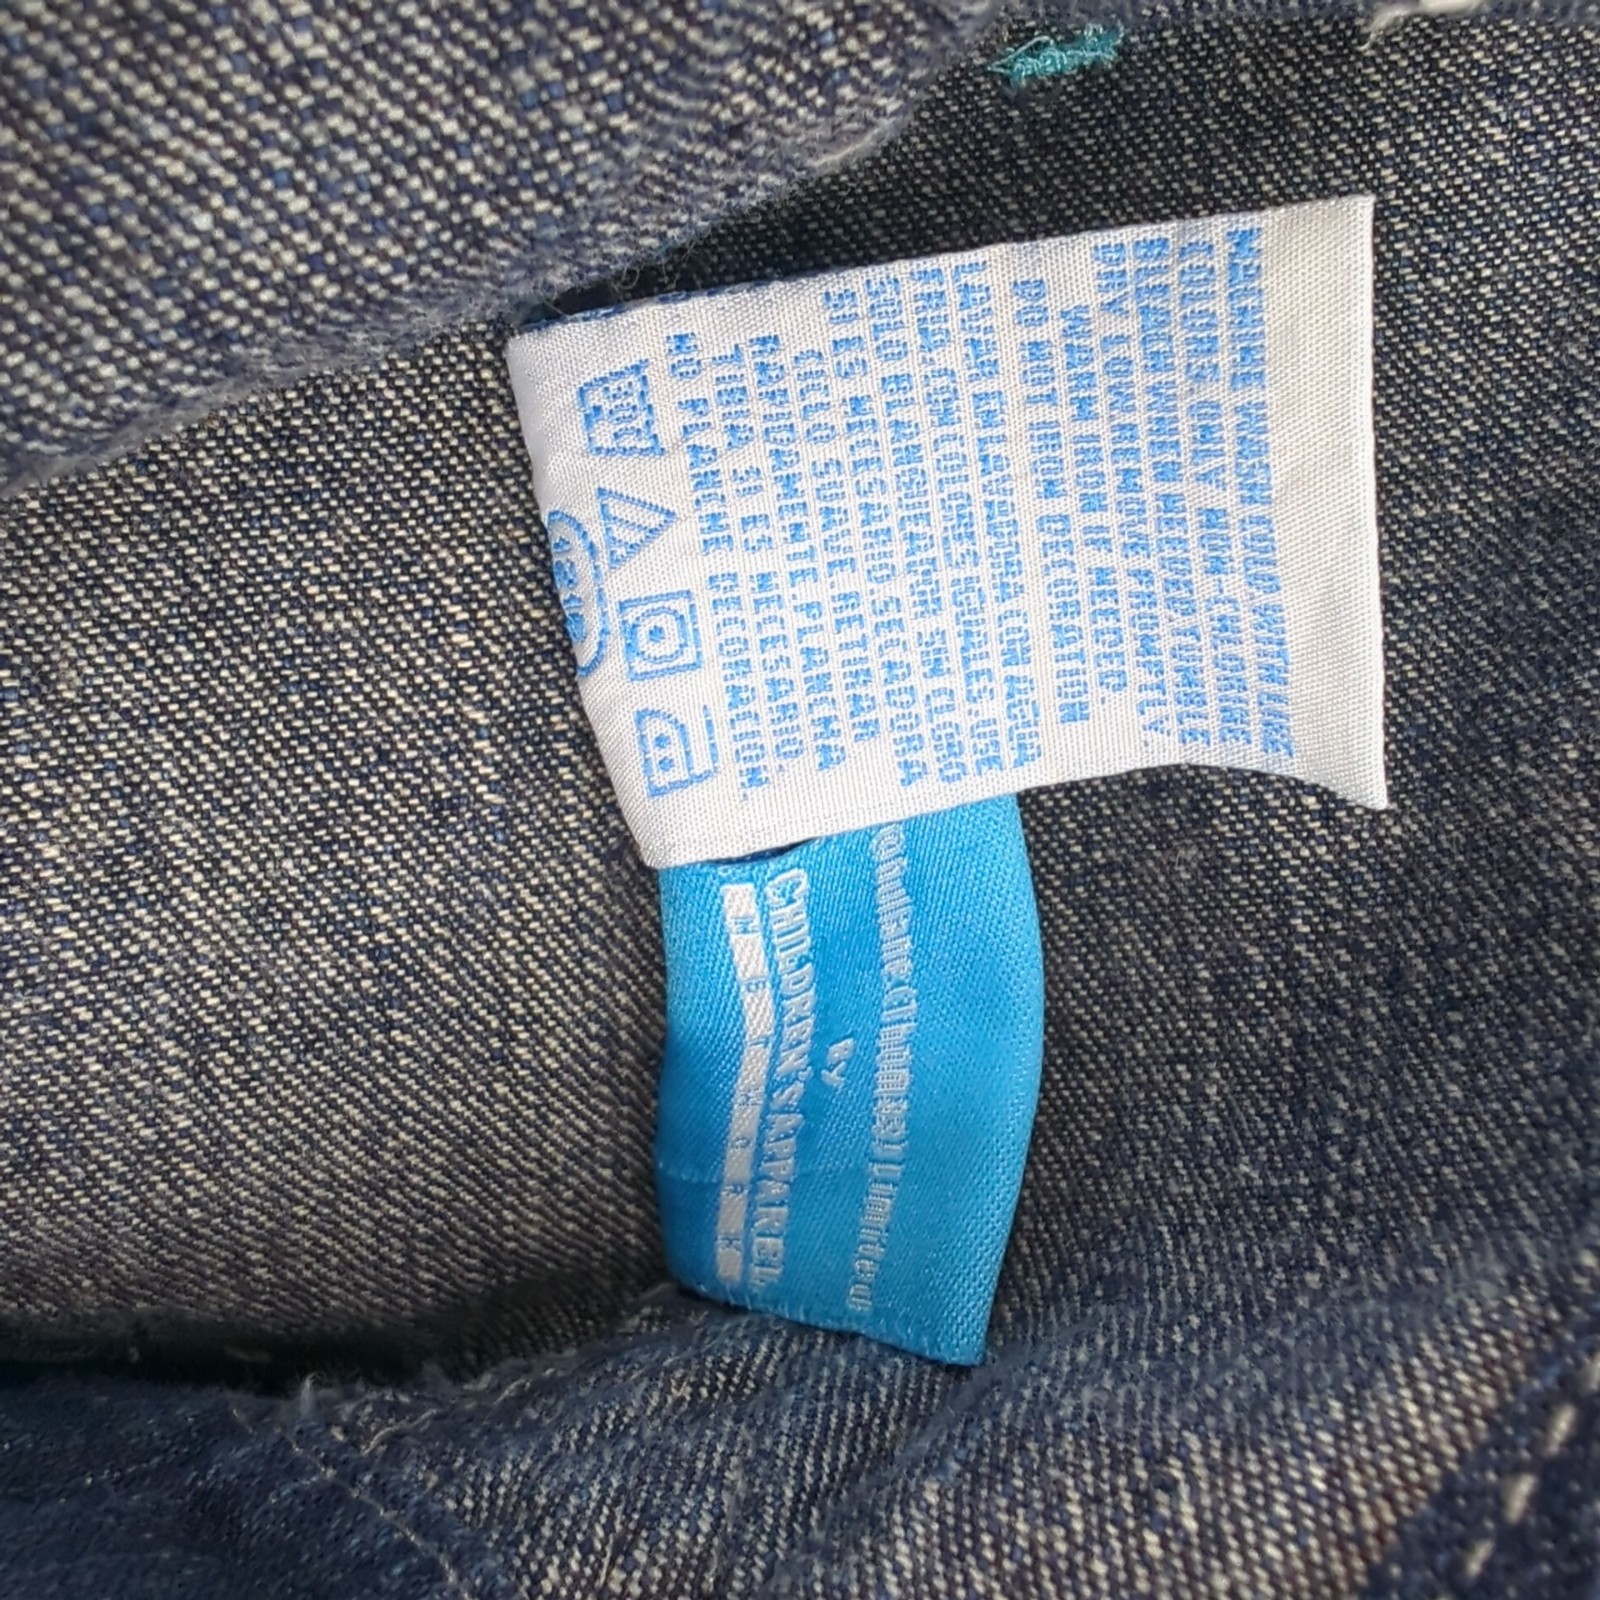 MACHINE WASH COLD WITH LIKE
COLORS. ONLY NON-CHLORINE
BLEACH WHEN NEEDED. TUMBLE
DRY LOW. REMOVE PROMPTLY.
WARM IRON IF NEEDED.
DO NOT IRON DECORATION
LAVAR EN LAVADORA CON AGUA
FRIA CON COLORES IGUALES. USE
SOLO BLANQUEADOR SIN CLORO
SI ES NECESARIO. SECADORA
CICLO SUAVE. RETIRAR
RAPIDAMENTE. PLANCHA
TIBIA SI ES NECESARIO.
NO PLANCHE DECORACION.
by
CHILDREN'S APPAREL
NETWORK